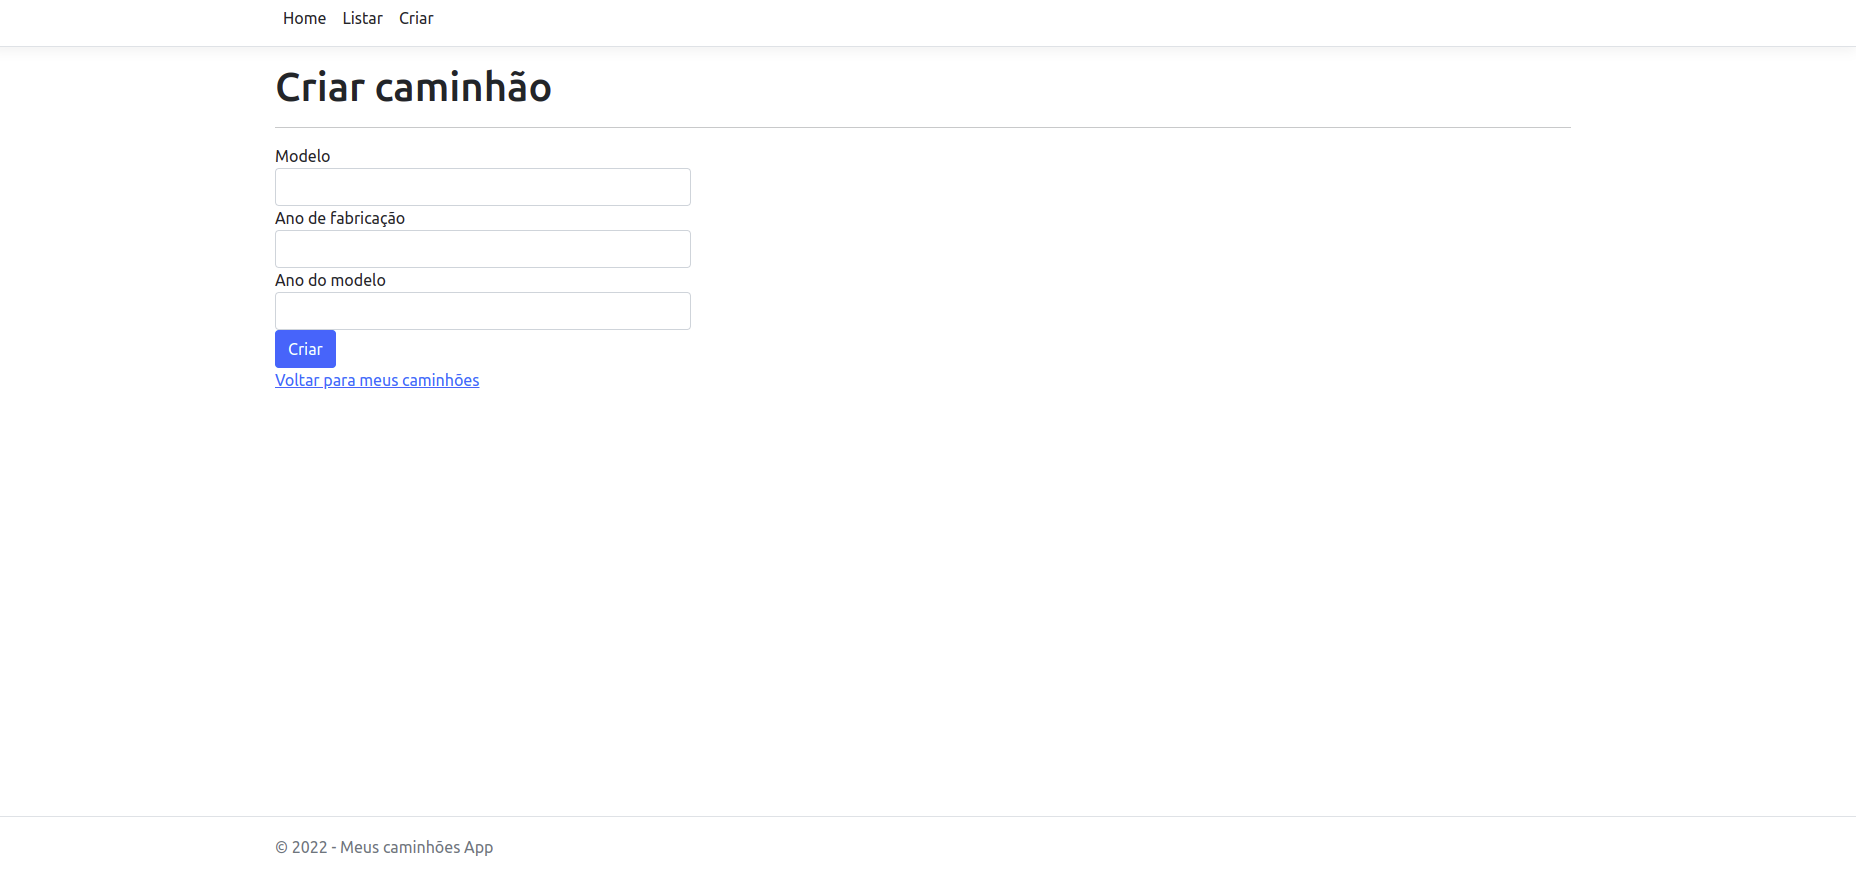 Home Listar Criar
Criar caminhão
Modelo
Ano de fabricação
Ano do modelo
Criar
Voltar para meus caminhões
© 2022 - Meus caminhões App